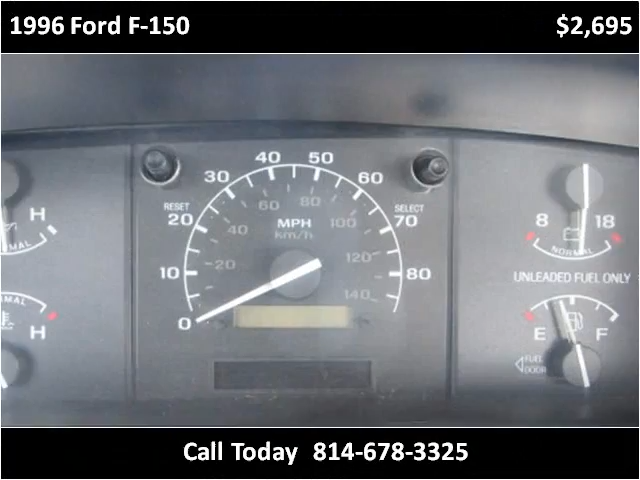 1996 Ford F-150 $2,695
40 50
30 60
RESET SELECT
20 70
60 80
MPH
km/h
40 100
20 120
10 80
140
0
H
MAL
MAL
H
8 18
NORMAL
UNLEADED FUEL ONLY
E F
FUEL
DOOR
Call Today 814-678-3325